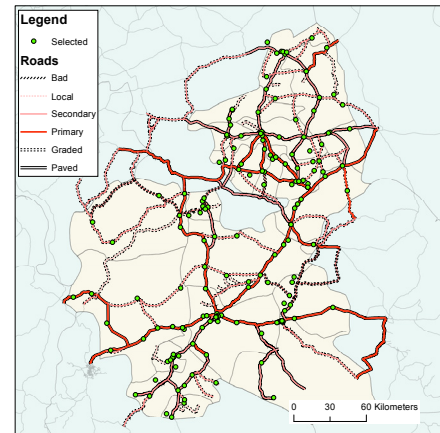 Legend
Selected
Roads
Bad
Local
Secondary
Primary
Graded
Paved
0 30 60 Kilometers